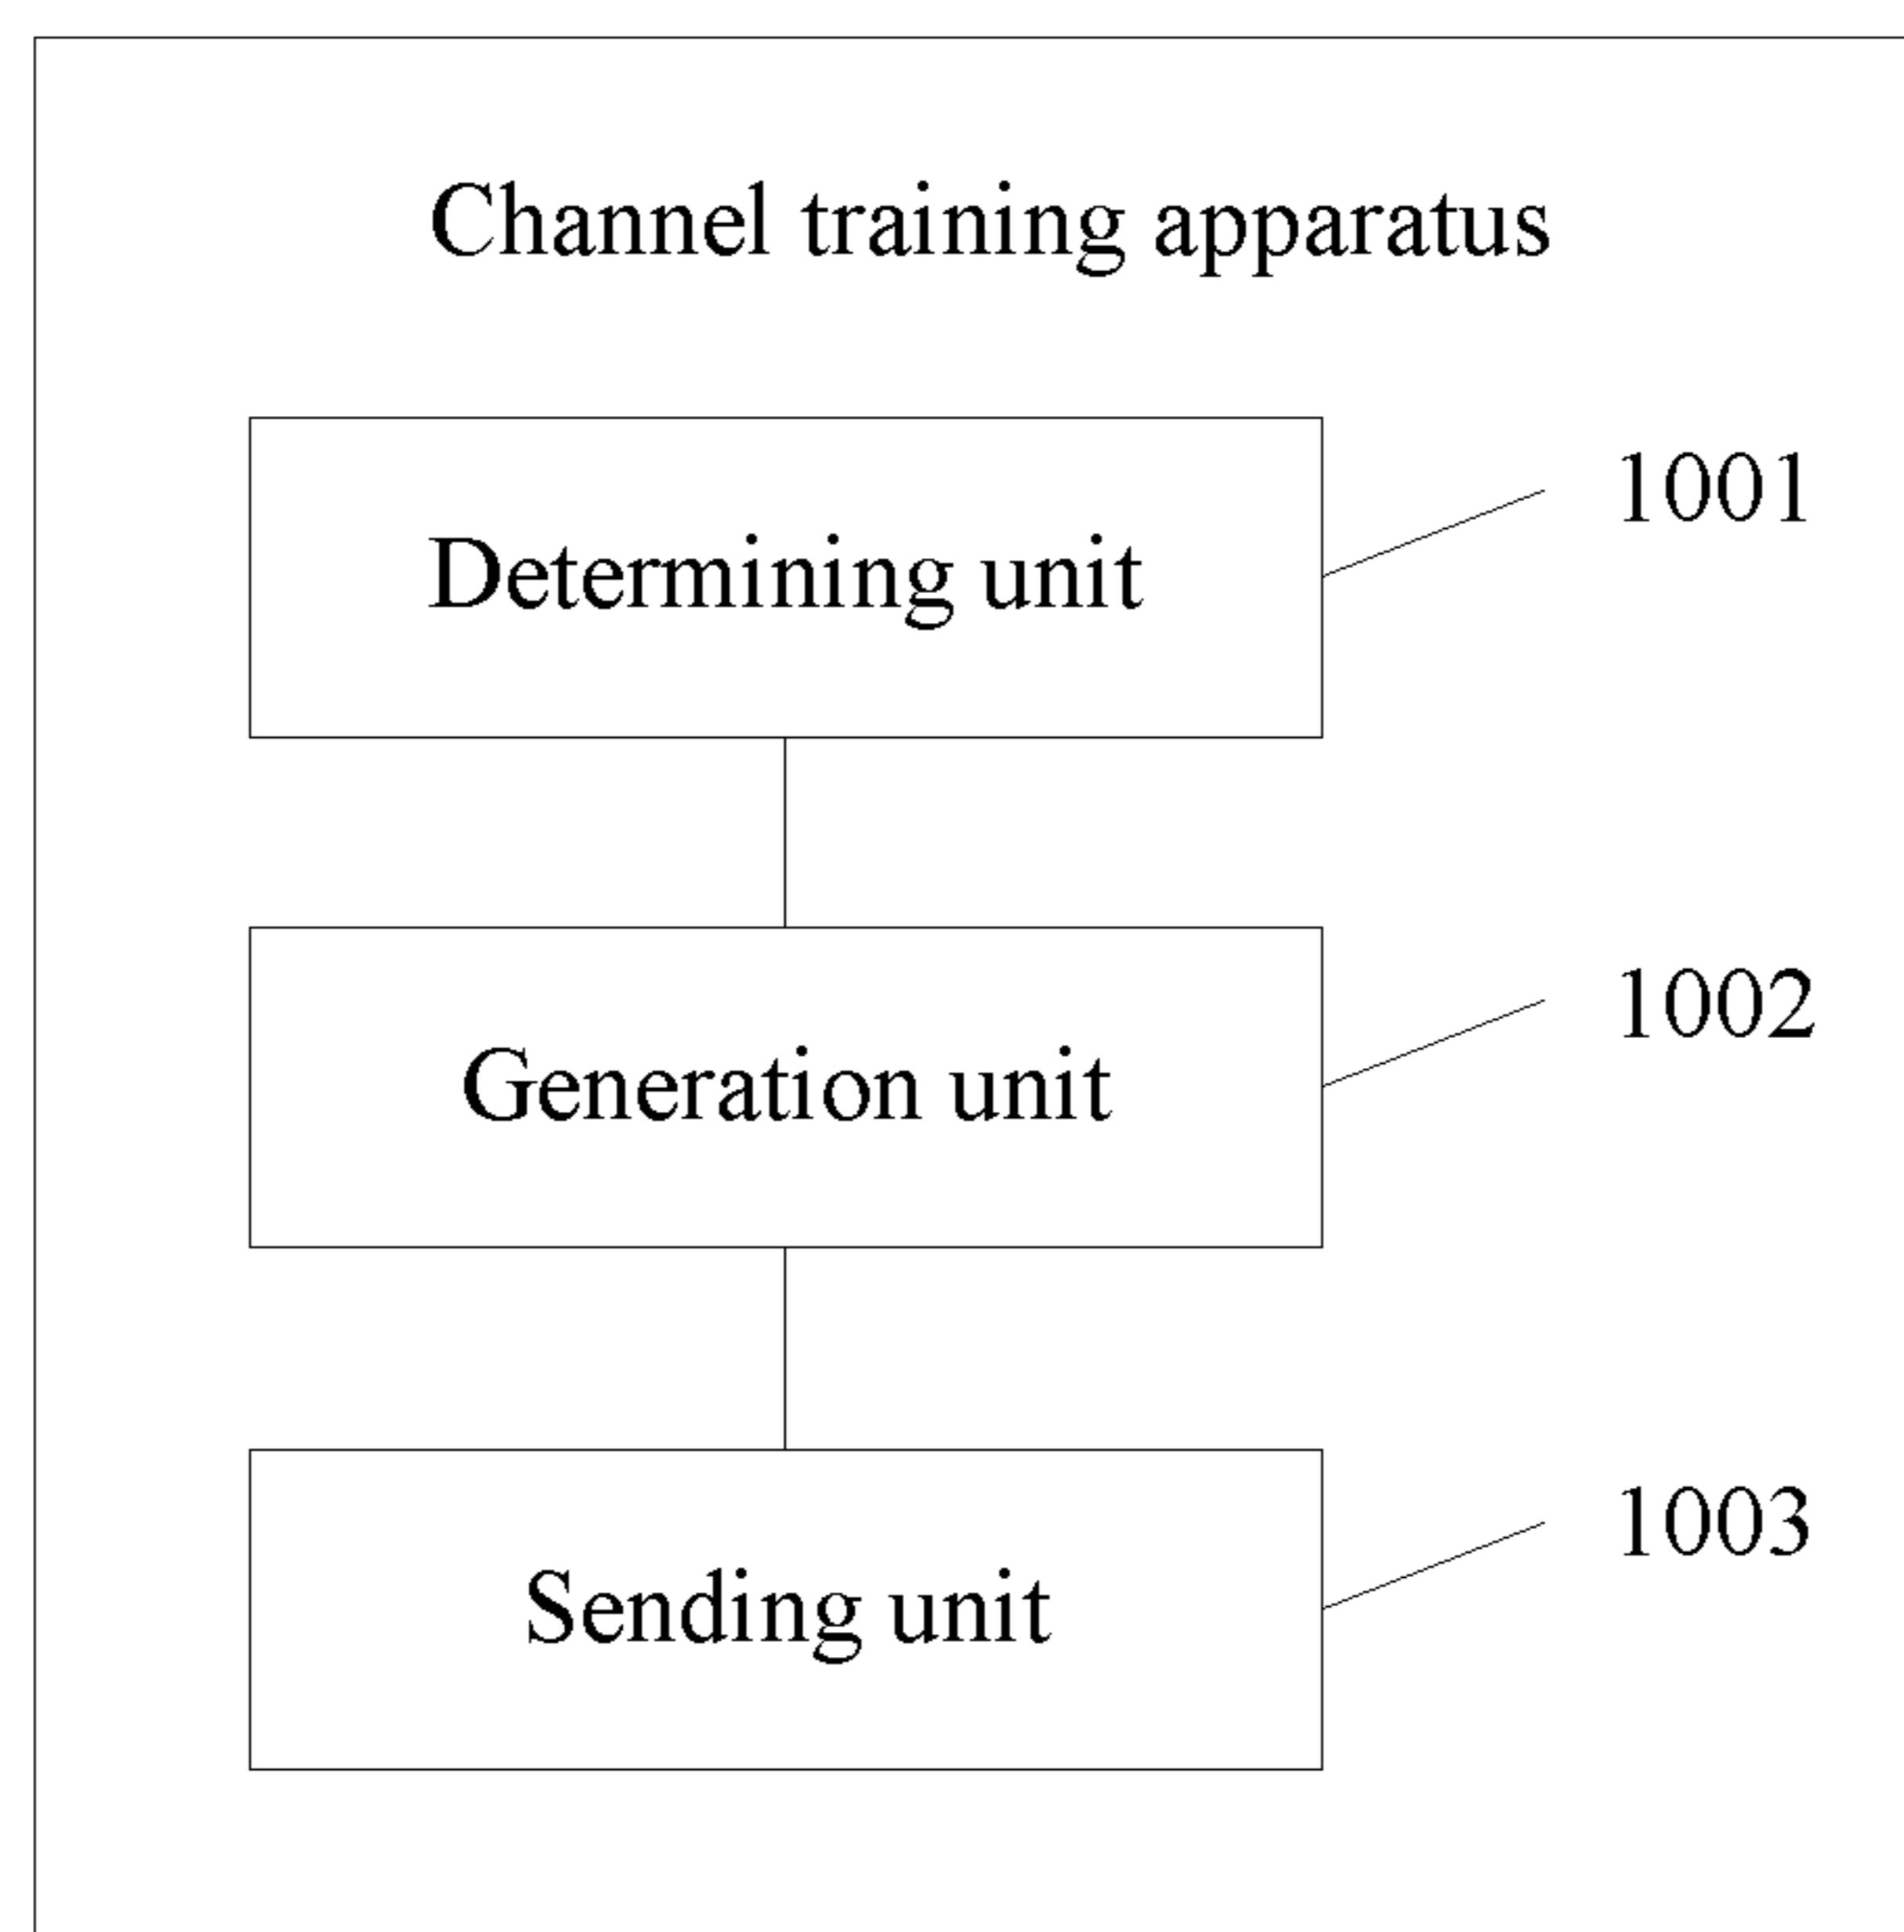 Channel training apparatus
1001
Determining unit
1002
Generation unit
1003
Sending unit